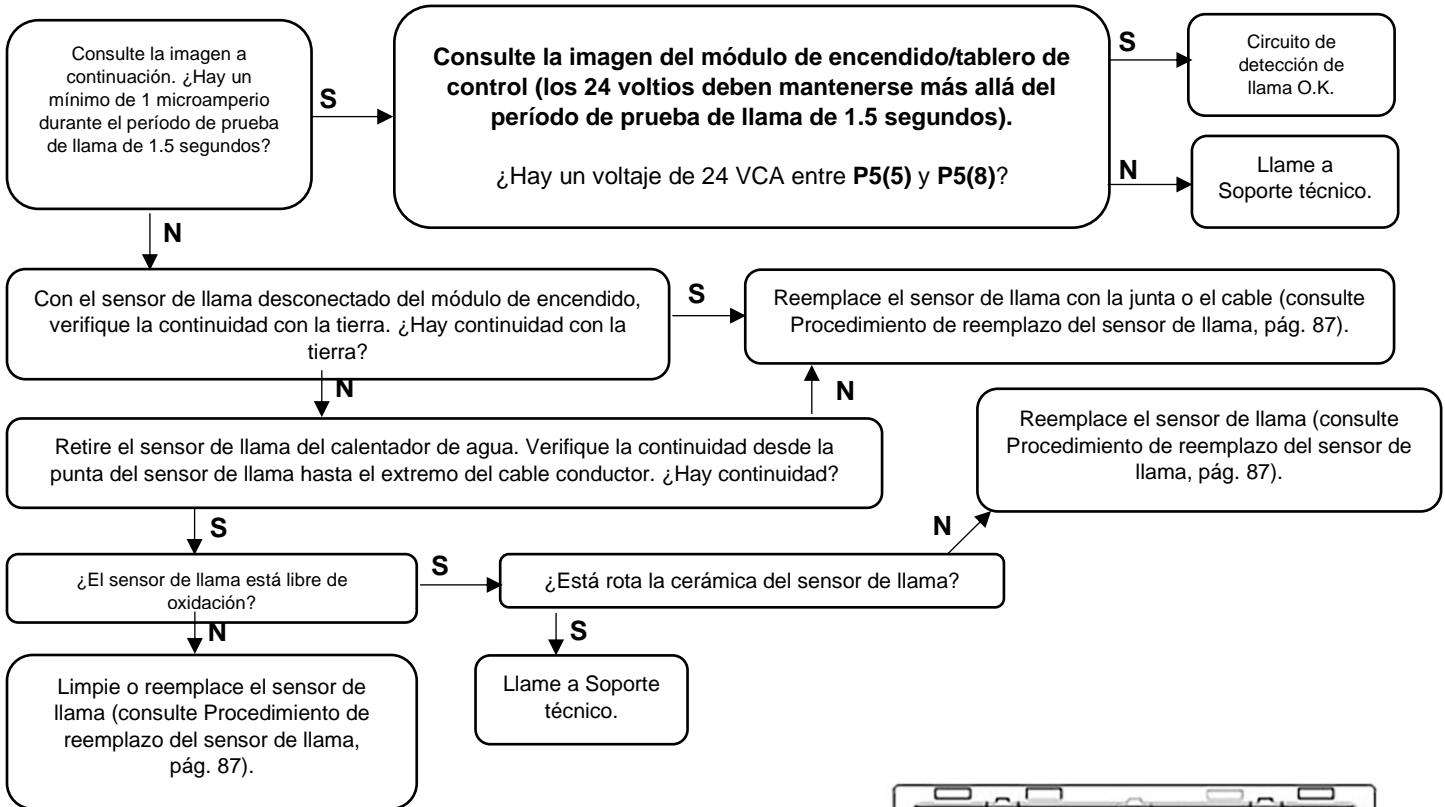 Consulte la imagen a
continuación. ¿Hay un
mínimo de 1 microamperio
durante el período de prueba
de llama de 1.5 segundos?
S
Consulte la imagen del módulo de encendido/tablero de
control (los 24 voltios deben mantenerse más allá del
período de prueba de llama de 1.5 segundos).
¿Hay un voltaje de 24 VCA entre P5(5) y P5(8)?
S
Circuito de
detección de
llama O.K.
N
Llame a
Soporte técnico.
N
Con el sensor de llama desconectado del módulo de encendido,
verifique la continuidad con la tierra. ¿Hay continuidad con la
tierra?
S
Reemplace el sensor de llama con la junta o el cable (consulte
Procedimiento de reemplazo del sensor de llama, pág. 87).
N
N
Retire el sensor de llama del calentador de agua. Verifique la continuidad desde la
punta del sensor de llama hasta el extremo del cable conductor. ¿Hay continuidad?
Reemplace el sensor de llama (consulte
Procedimiento de reemplazo del sensor de
llama, pág. 87).
S
N
¿El sensor de llama está libre de
oxidación?
S
¿Está rota la cerámica del sensor de llama?
N
S
Limpie o reemplace el sensor de
llama (consulte Procedimiento de
reemplazo del sensor de llama,
pág. 87).
Llame a Soporte
técnico.